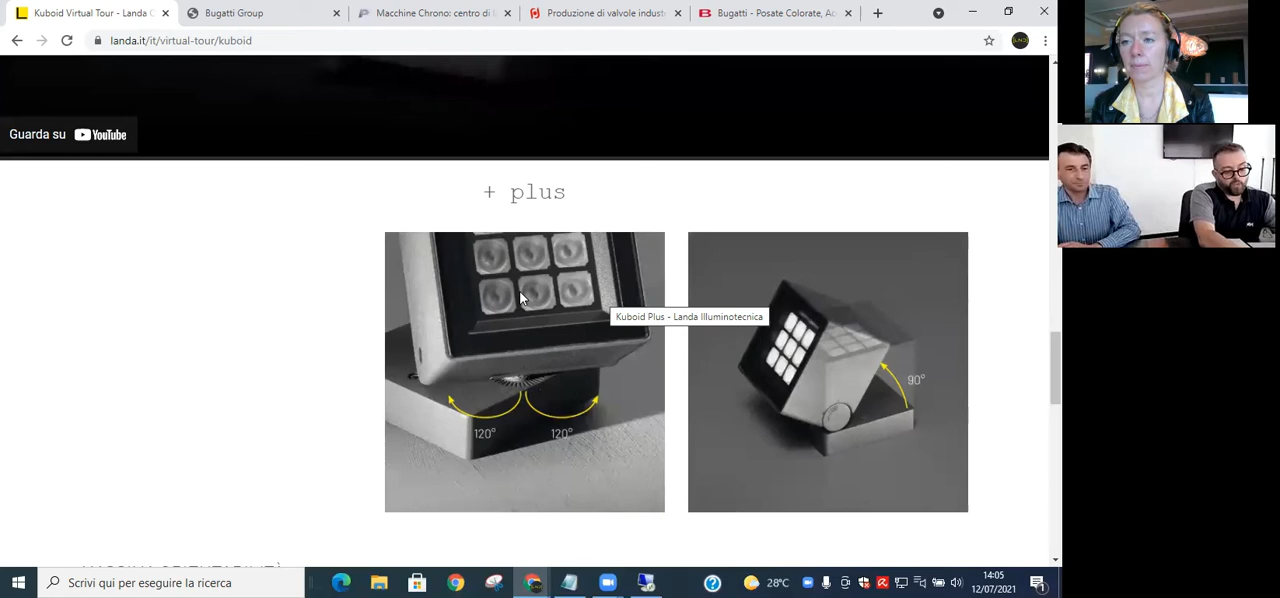 Kuboid Virtual Tour - Landa C
Bugatti Group
Macchine Chrono: centro di l
Produzione di valvole indust
Bugatti - Posate Colorate, Ac
landa.it/it/virtual-tour/kuboid
Guarda su YouTube
+ plus
Kuboid Plus - Landa Illuminotecnica
120°
120°
90°
Scrivi qui per eseguire la ricerca
28°C
14:05
12/07/2021
1